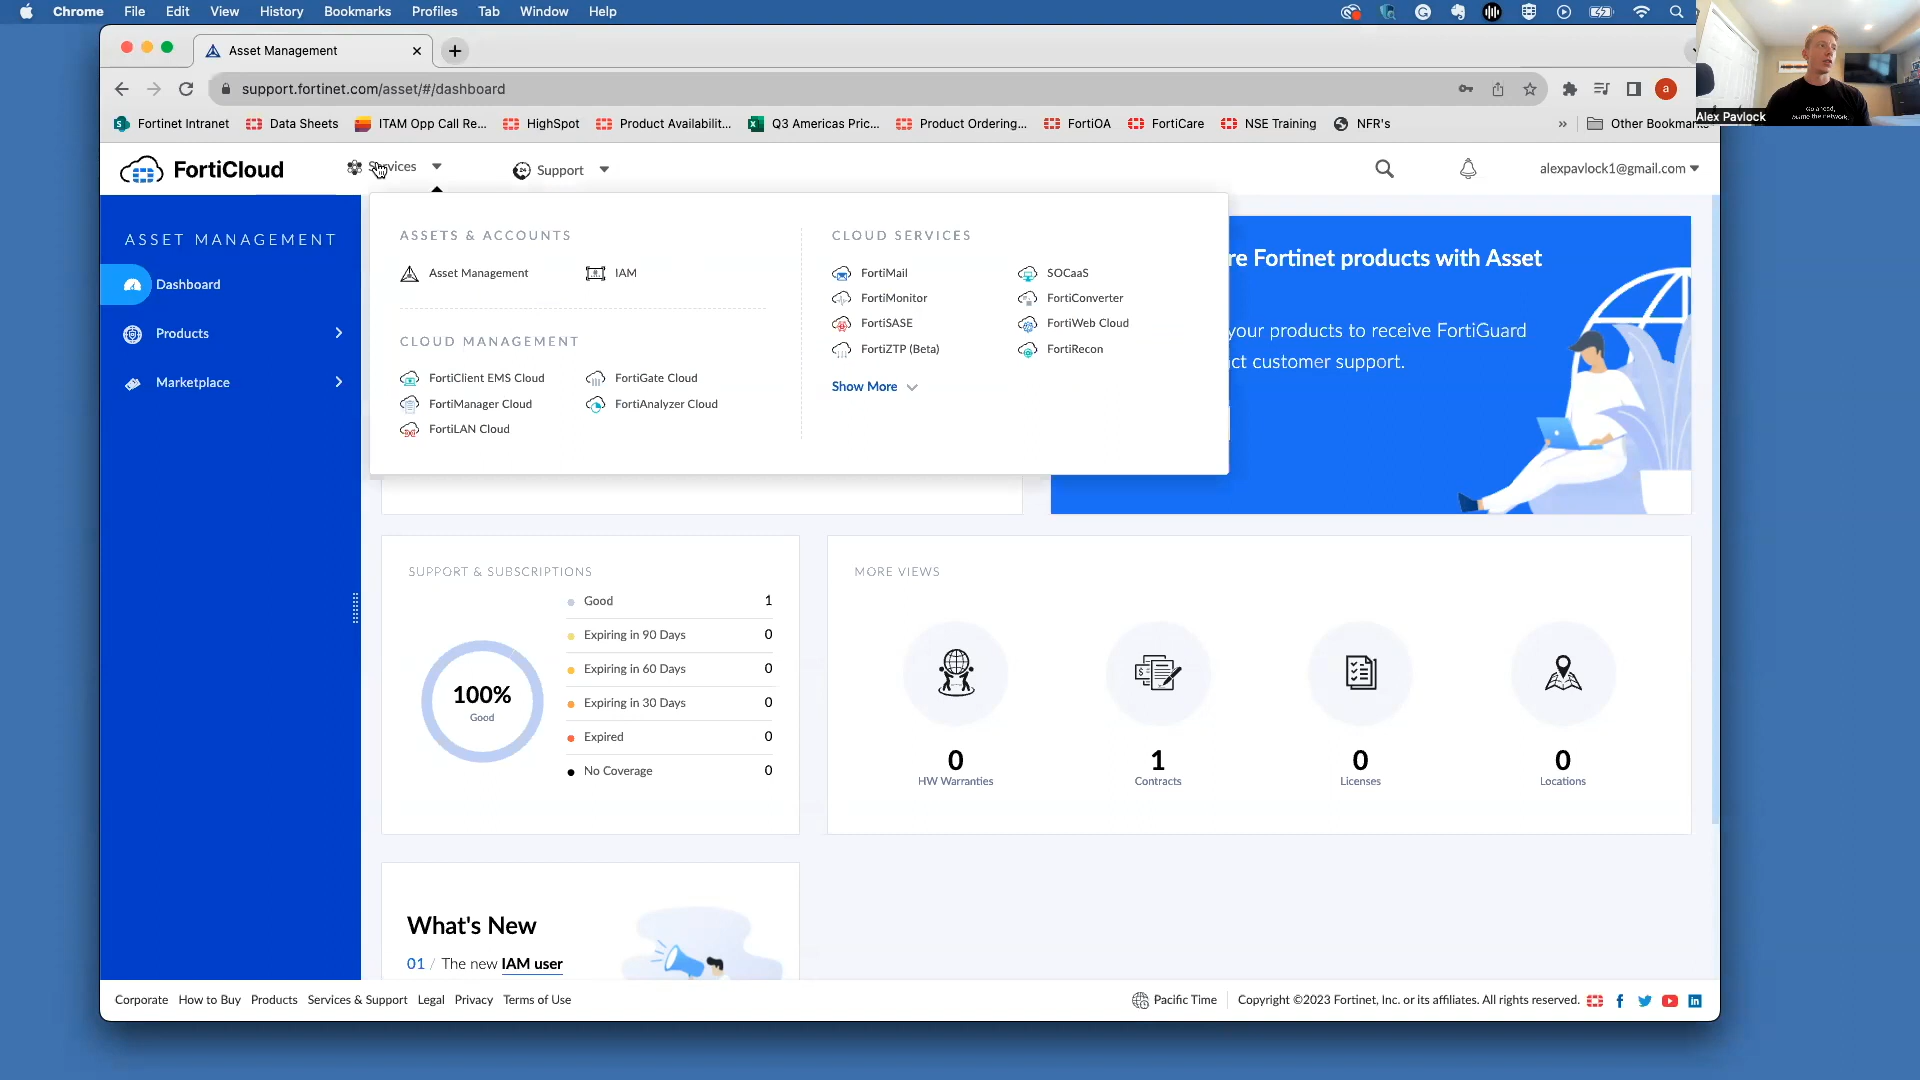 Chrome File Edit View History Bookmarks Profiles Tab Window Help
Asset Management
support.fortinet.com/asset/#/dashboard
a
Alex Pavlock
Fortinet Intranet Data Sheets ITAM Opp Call Re... HighSpot Product Availabilit... Q3 Americas Pric... Product Ordering... FortiOA FortiCare NSE Training NFR's » Other Bookmarks
FortiCloud Services Support alexpavlock1@gmail.com
ASSET MANAGEMENT
Dashboard
Products
Marketplace
ASSETS & ACCOUNTS
Asset Management IAM
CLOUD MANAGEMENT
FortiClient EMS Cloud FortiGate Cloud
FortiManager Cloud FortiAnalyzer Cloud
FortiLAN Cloud
CLOUD SERVICES
FortiMail SOCaaS
FortiMonitor FortiConverter
FortiSASE FortiWeb Cloud
FortiZTP (Beta) FortiRecon
Show More
re Fortinet products with Asset
your products to receive FortiGuard
ct customer support.
SUPPORT & SUBSCRIPTIONS
100%
Good
Good 1
Expiring in 90 Days 0
Expiring in 60 Days 0
Expiring in 30 Days 0
Expired 0
No Coverage 0
MORE VIEWS
0 1 0 0
HW Warranties Contracts Licenses Locations
What's New
01 / The new IAM user
Corporate How to Buy Products Services & Support Legal Privacy Terms of Use Pacific Time Copyright ©2023 Fortinet, Inc. or its affiliates. All rights reserved.